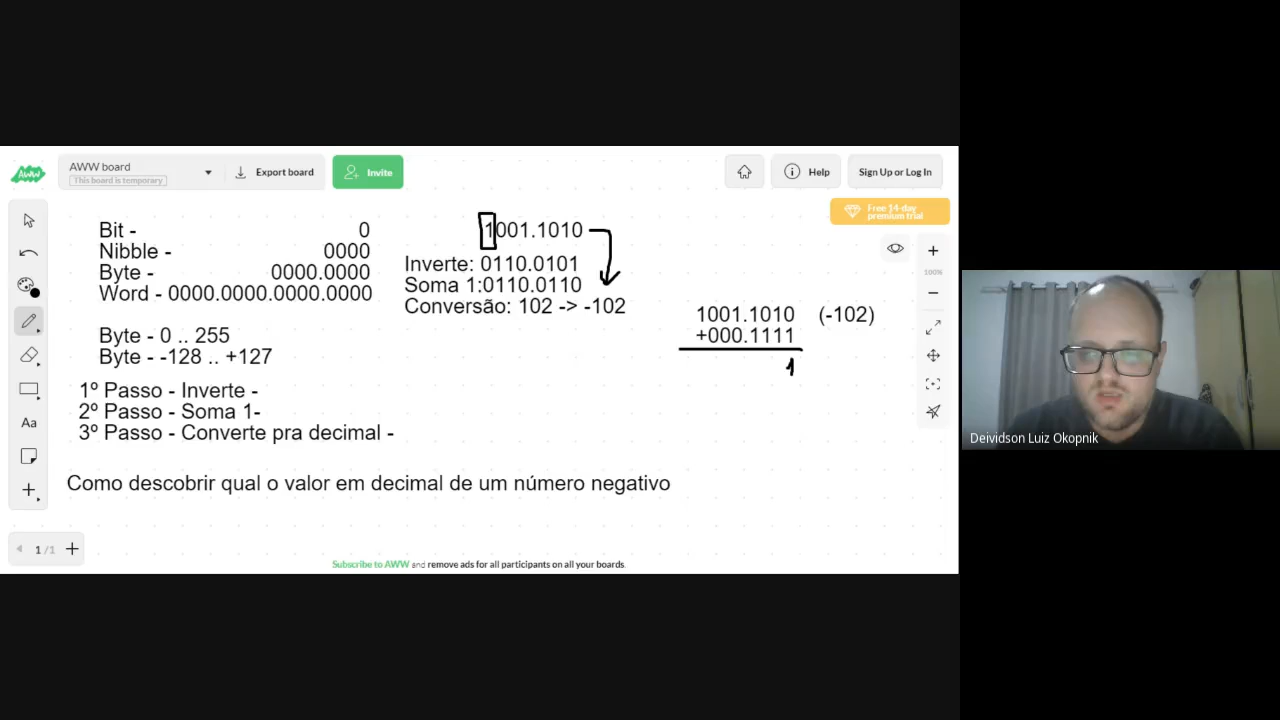 AWW
AWW board
This board is temporary
Export board
Invite
Help
Sign Up or Log In
Free 14-day
premium trial
100%
Bit - 0
Nibble - 0000
Byte - 0000.0000
Word - 0000.0000.0000.0000
Byte - 0 .. 255
Byte - -128 .. +127
1º Passo - Inverte -
2º Passo - Soma 1-
3º Passo - Converte pra decimal -
1001.1010
Inverte: 0110.0101
Soma 1:0110.0110
Conversão: 102 -> -102
1001.1010 (-102)
+000.1111
1
Como descobrir qual o valor em decimal de um número negativo
Aa
1 / 1
Subscribe to AWW and remove ads for all participants on all your boards.
Deividson Luiz Okopnik